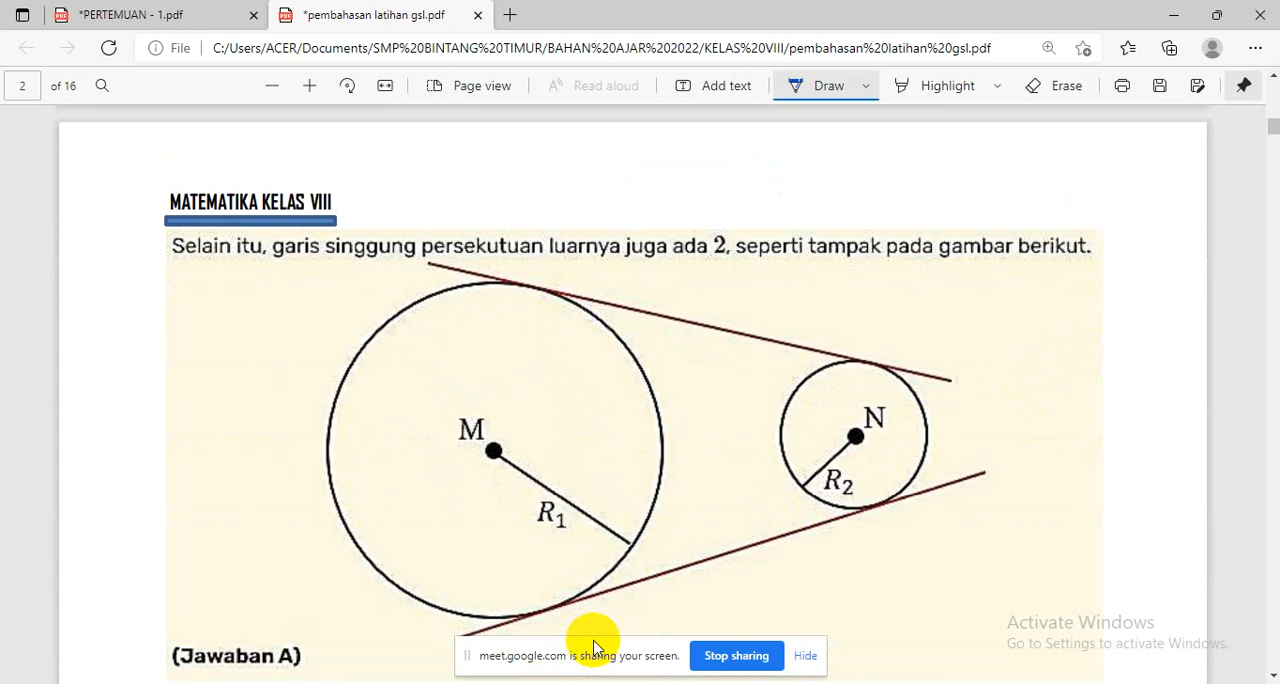 *PERTEMUAN - 1.pdf
*pembahasan latihan gsl.pdf
File
C:/Users/ACER/Documents/SMP%20BINTANG%20TIMUR/BAHAN%20AJAR%202022/KELAS%20VIII/pembahasan%20latihan%20gsl.pdf
2 of 16
Page view
Read aloud
Add text
Draw
Highlight
Erase
MATEMATIKA KELAS VIII
Selain itu, garis singgung persekutuan luarnya juga ada 2, seperti tampak pada gambar berikut.
M
N
R₂
R₁
Activate Windows
Go to Settings to activate Windows.
(Jawaban A)
meet.google.com is sharing your screen.
Stop sharing
Hide